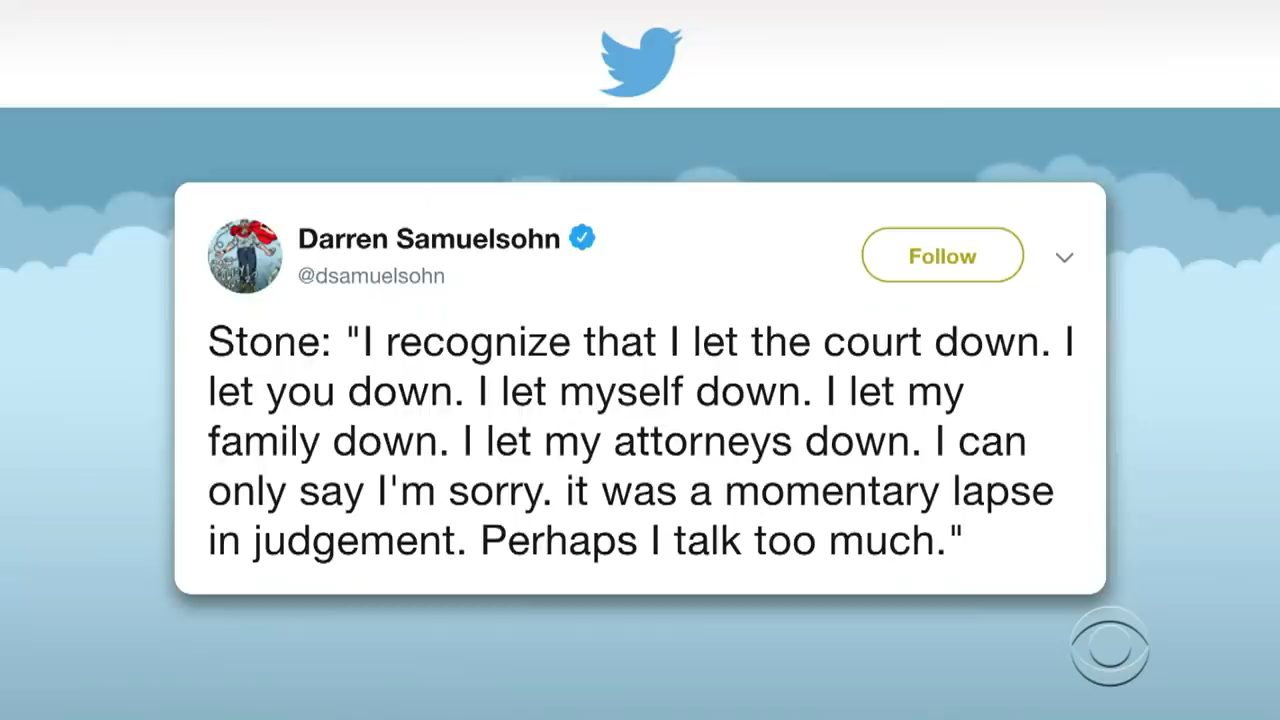 Darren Samuelsohn
@dsamuelsohn
Follow
Stone: "I recognize that I let the court down. I
let you down. I let myself down. I let my
family down. I let my attorneys down. I can
only say I'm sorry. it was a momentary lapse
in judgement. Perhaps I talk too much."